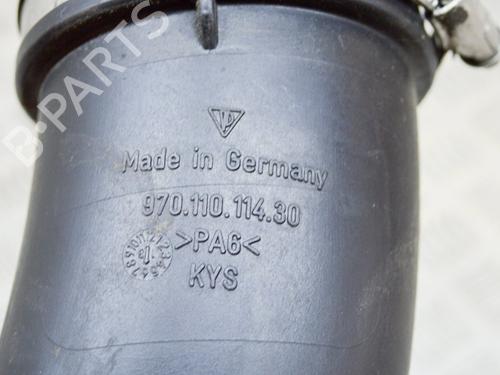 B-PARTS
Made in Germany
970.110.114.30
>PA6<
KYS